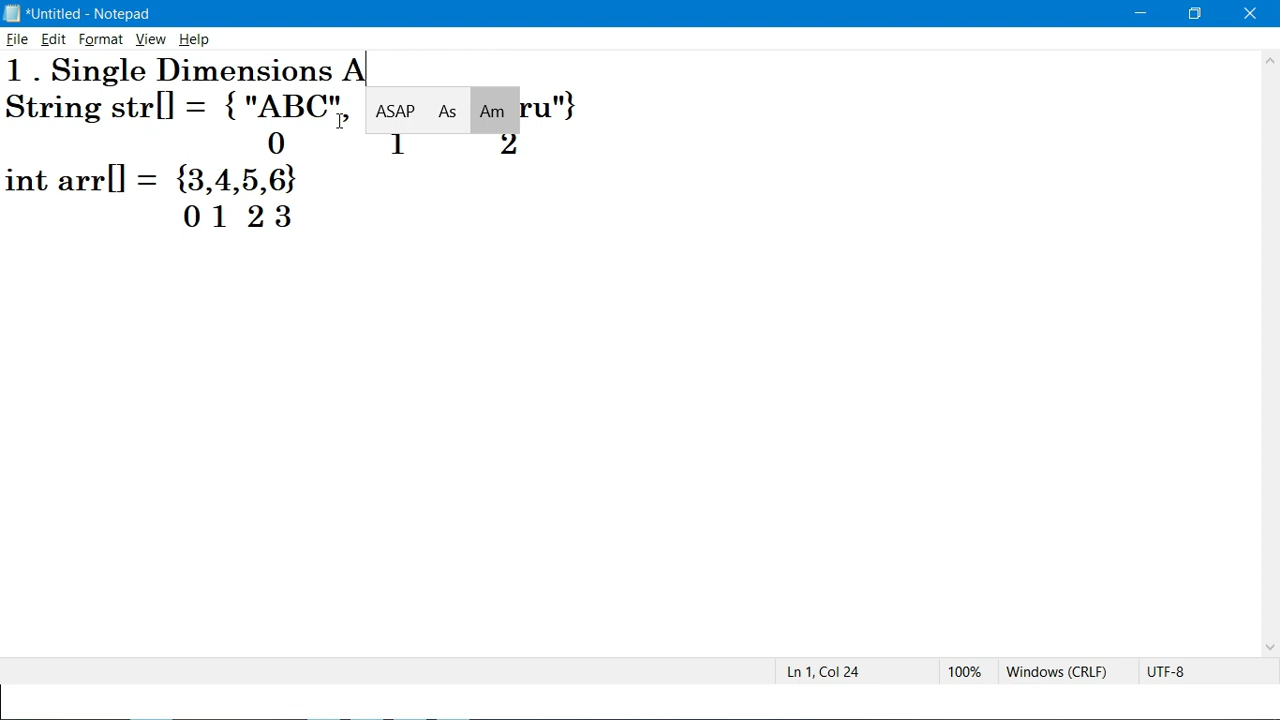 *Untitled - Notepad
File Edit Format View Help
1 . Single Dimensions A
ASAP As Am
String str[] = { "ABC", ru"}
0 1 2
int arr[] = {3,4,5,6}
0 1 2 3
Ln 1, Col 24 100% Windows (CRLF) UTF-8